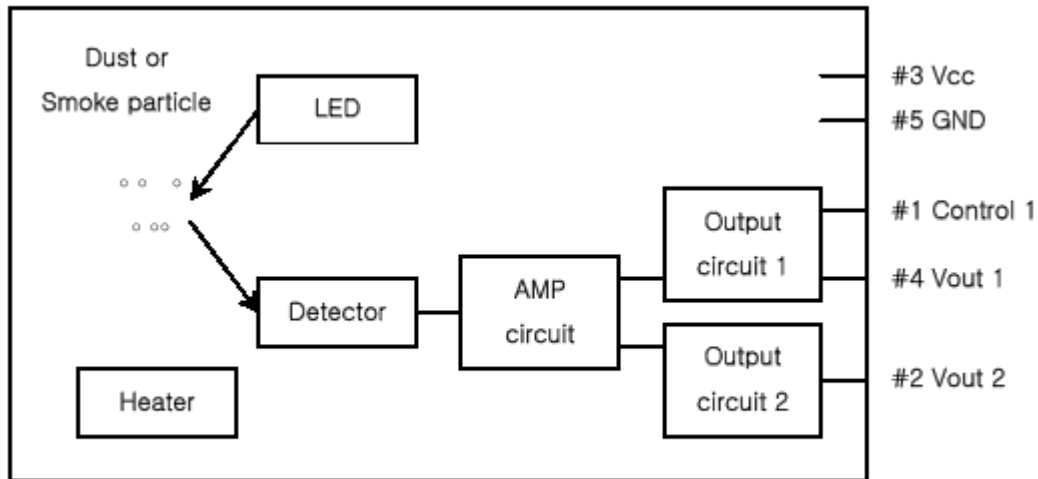 Dust or
Smoke particle
LED
#3 Vcc
#5 GND
Output
circuit 1
#1 Control 1
#4 Vout 1
Detector
AMP
circuit
Output
circuit 2
#2 Vout 2
Heater